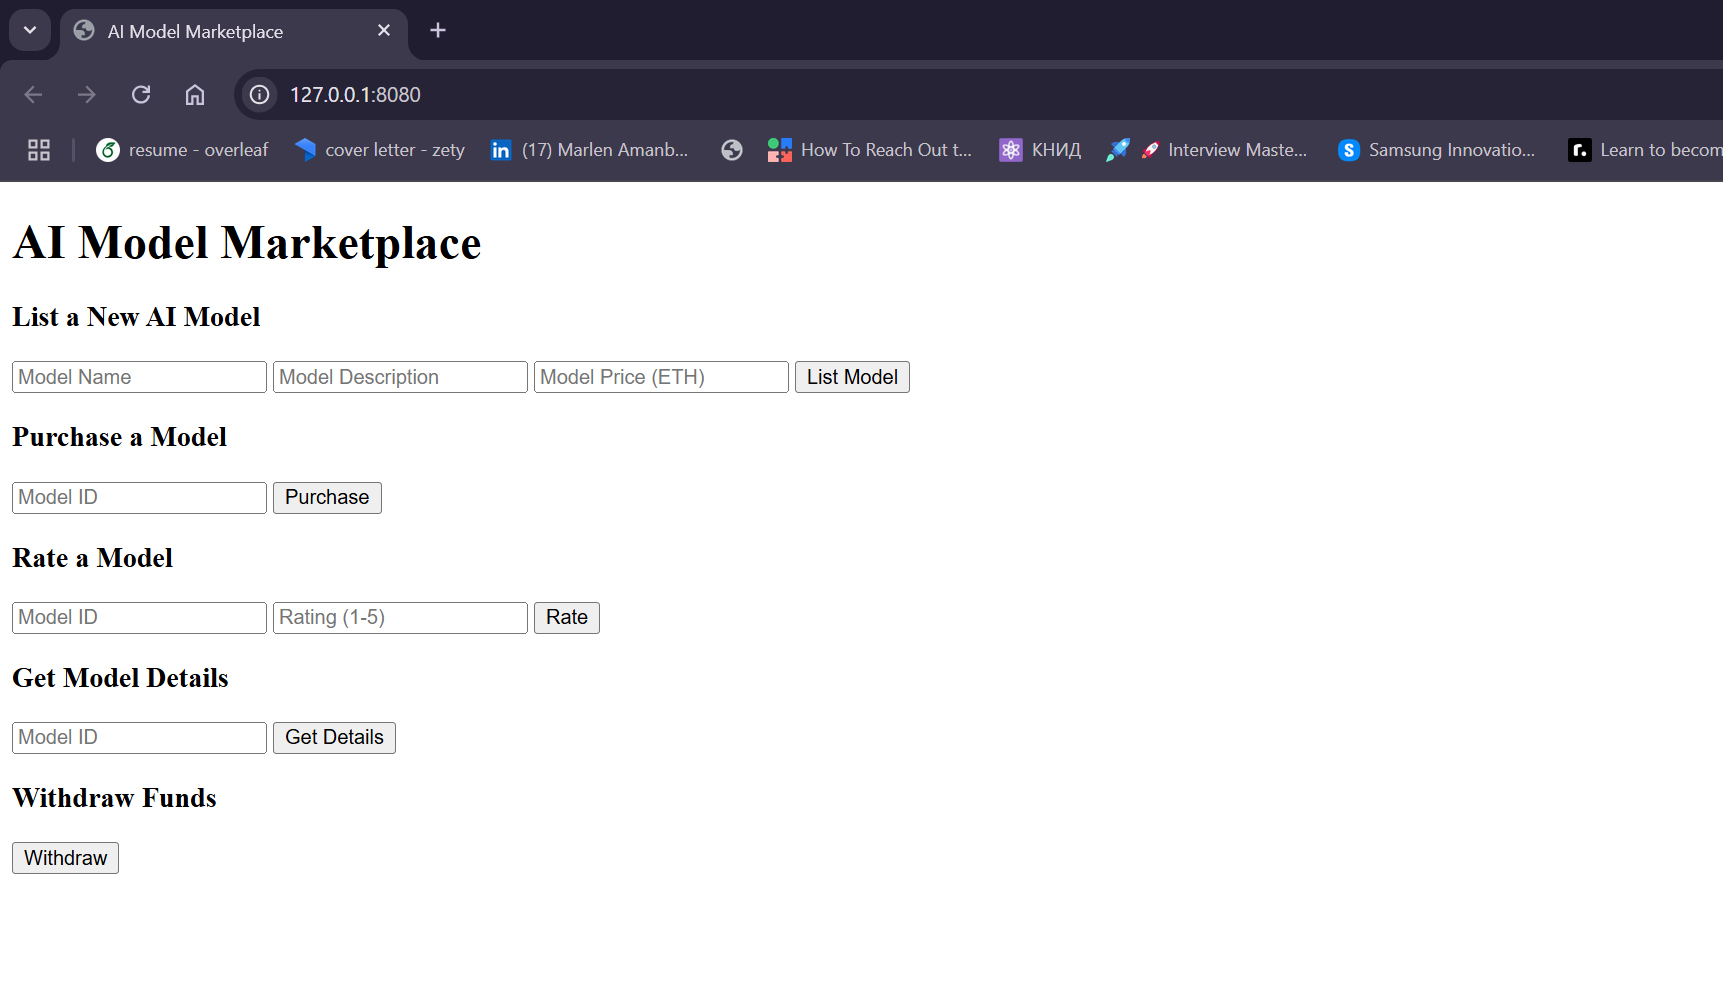 AI Model Marketplace
127.0.0.1:8080
resume - overleaf cover letter - zety (17) Marlen Amanb... How To Reach Out t... КНИД Interview Maste... Samsung Innovatio... Learn to becom
AI Model Marketplace
List a New AI Model
Model Name Model Description Model Price (ETH) List Model
Purchase a Model
Model ID Purchase
Rate a Model
Model ID Rating (1-5) Rate
Get Model Details
Model ID Get Details
Withdraw Funds
Withdraw